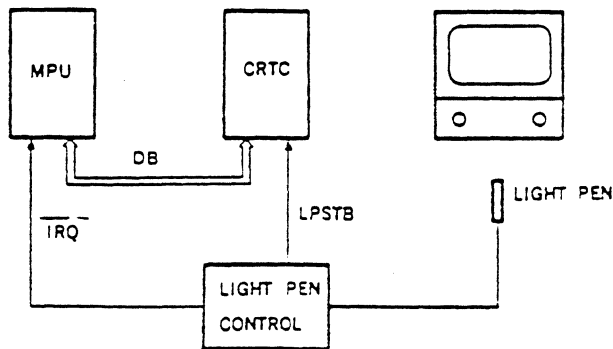 MPU
CRTC
DB
IRQ
LPSTB
LIGHT PEN
LIGHT PEN
CONTROL